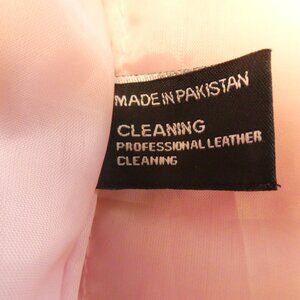 MADE IN PAKISTAN
CLEANING
PROFESSIONAL LEATHER
CLEANING